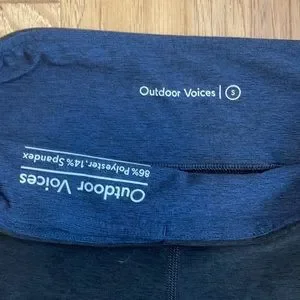 Outdoor Voices | S
Outdoor Voices
86% Polyester, 14% Spandex